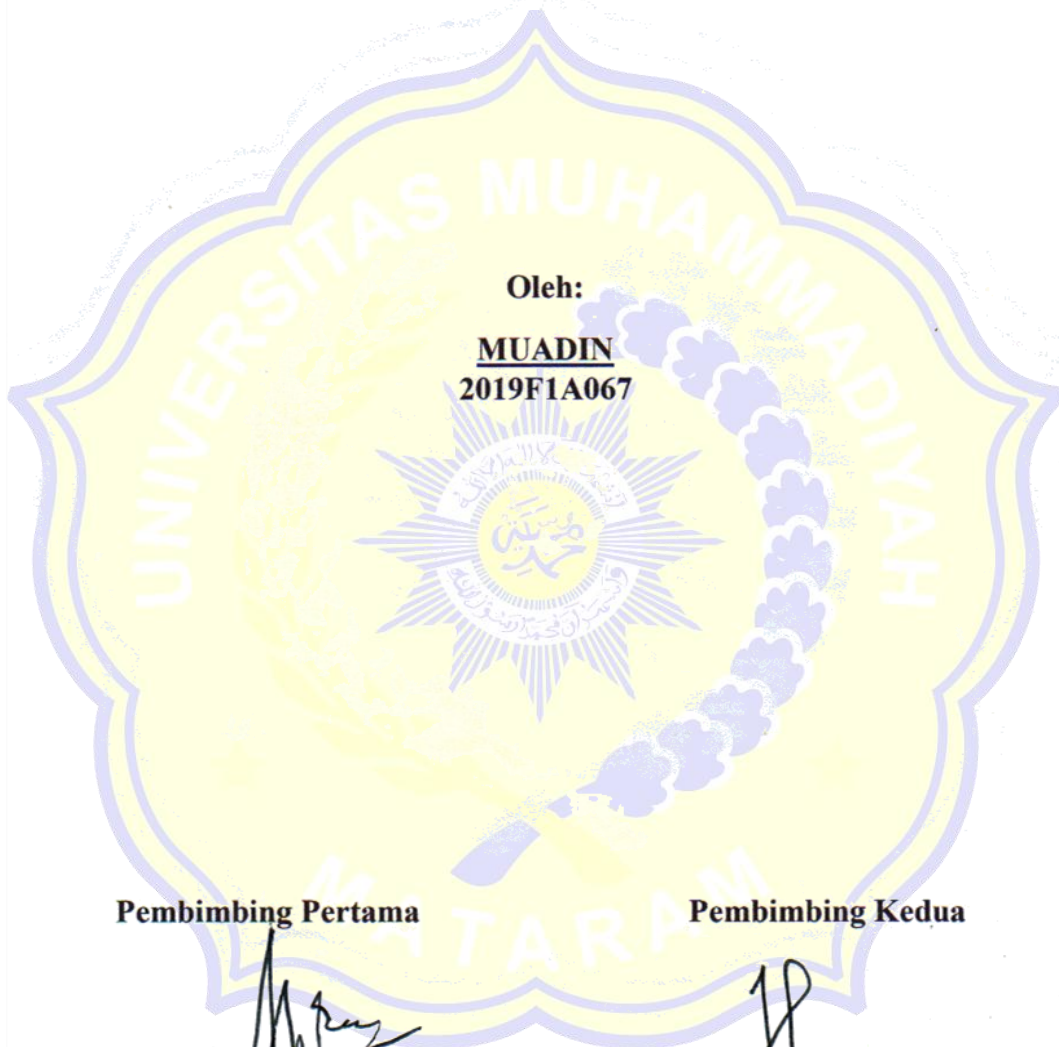 UNIVERSITAS MUHAMMADIYAH
Oleh:
MUADIN
2019F1A067
MATARAM
Pembimbing Pertama
Pembimbing Kedua